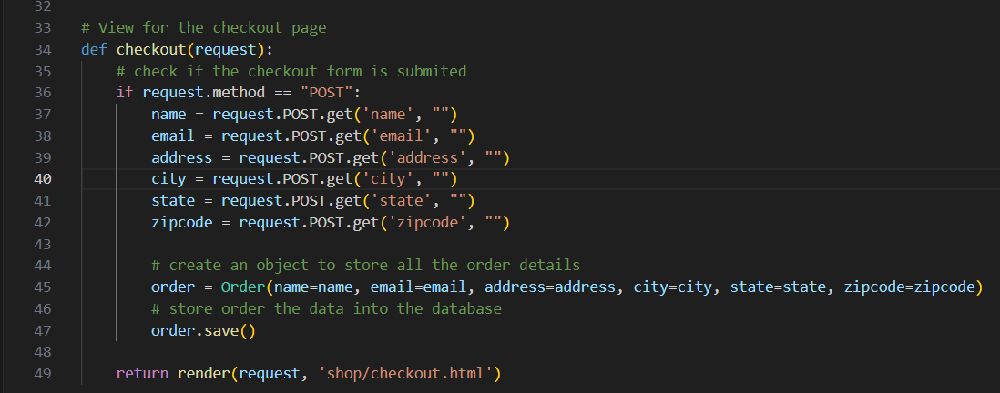 32
33 # View for the checkout page
34 def checkout(request):
35     # check if the checkout form is submited
36     if request.method == "POST":
37         name = request.POST.get('name', "")
38         email = request.POST.get('email', "")
39         address = request.POST.get('address', "")
40         city = request.POST.get('city', "")
41         state = request.POST.get('state', "")
42         zipcode = request.POST.get('zipcode', "")
43
44         # create an object to store all the order details
45         order = Order(name=name, email=email, address=address, city=city, state=state, zipcode=zipcode)
46         # store order the data into the database
47         order.save()
48
49     return render(request, 'shop/checkout.html')